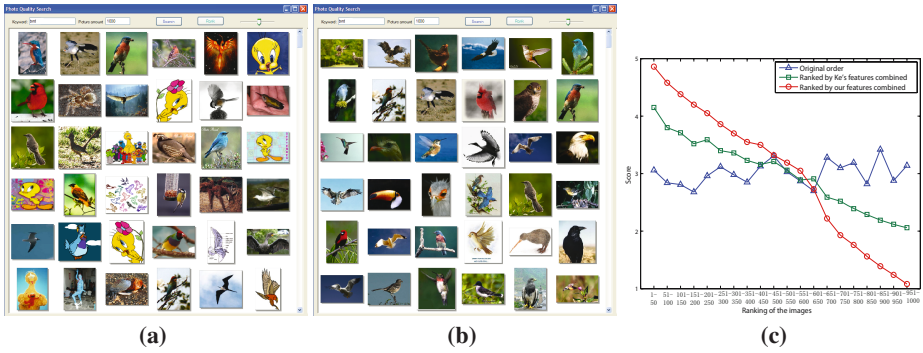 Photo Quality Search
Keyword bird Picture amount 1000 Search Rank
Photo Quality Search
Keyword bird Picture amount 1000 Search Rank
5
4
3
2
1
Score
Original order
Ranked by Ke's features combined
Ranked by our features combined
1- 51- 101- 151- 201- 251- 301- 351- 401- 451- 501- 551- 601- 651- 701- 751- 801- 851- 901- 951-
50 100 150 200 250 300 350 400 450 500 550 600 650 700 750 800 850 900 950 1000
Ranking of the images
(a) (b) (c)